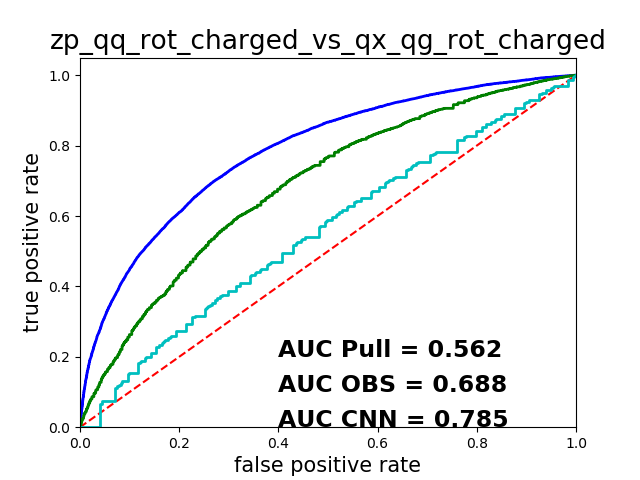 zp_qq_rot_charged_vs_qx_qg_rot_charged
true positive rate
1.0
0.8
0.6
0.4
0.2
0.0
AUC Pull = 0.562
AUC OBS = 0.688
AUC CNN = 0.785
0.0 0.2 0.4 0.6 0.8 1.0
false positive rate